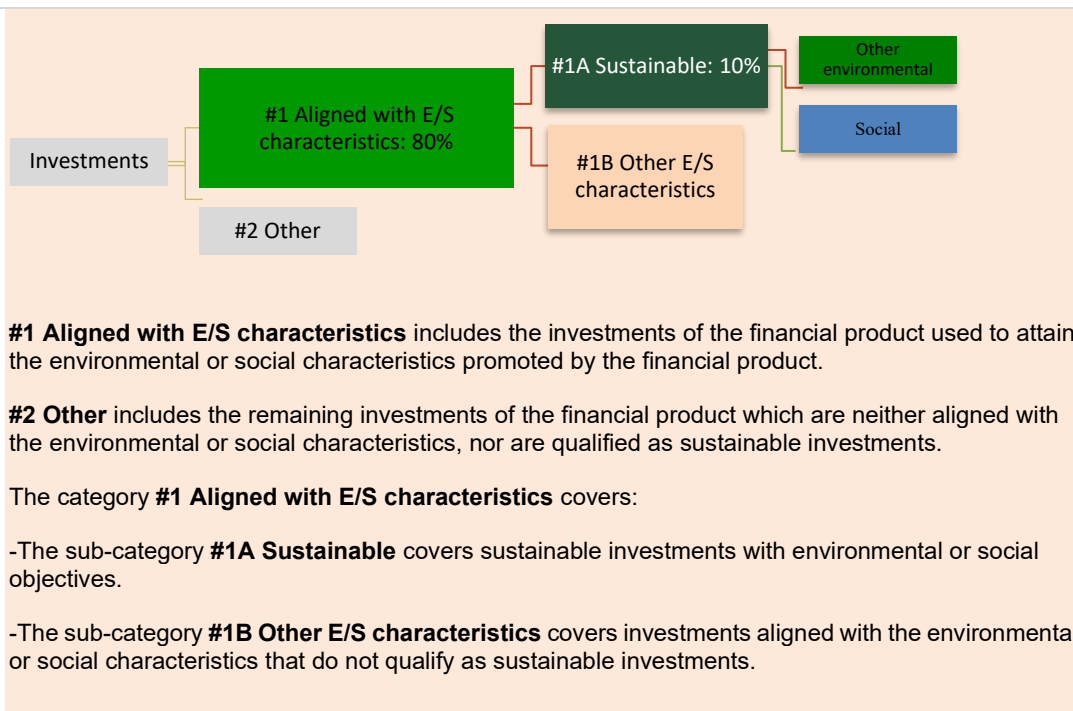 #1A Sustainable: 10%
Other
environmental
#1 Aligned with E/S
characteristics: 80%
Social
Investments
#1B Other E/S
characteristics
#2 Other
#1 Aligned with E/S characteristics includes the investments of the financial product used to attain
the environmental or social characteristics promoted by the financial product.
#2 Other includes the remaining investments of the financial product which are neither aligned with
the environmental or social characteristics, nor are qualified as sustainable investments.
The category #1 Aligned with E/S characteristics covers:
-The sub-category #1A Sustainable covers sustainable investments with environmental or social
objectives.
-The sub-category #1B Other E/S characteristics covers investments aligned with the environmenta
or social characteristics that do not qualify as sustainable investments.